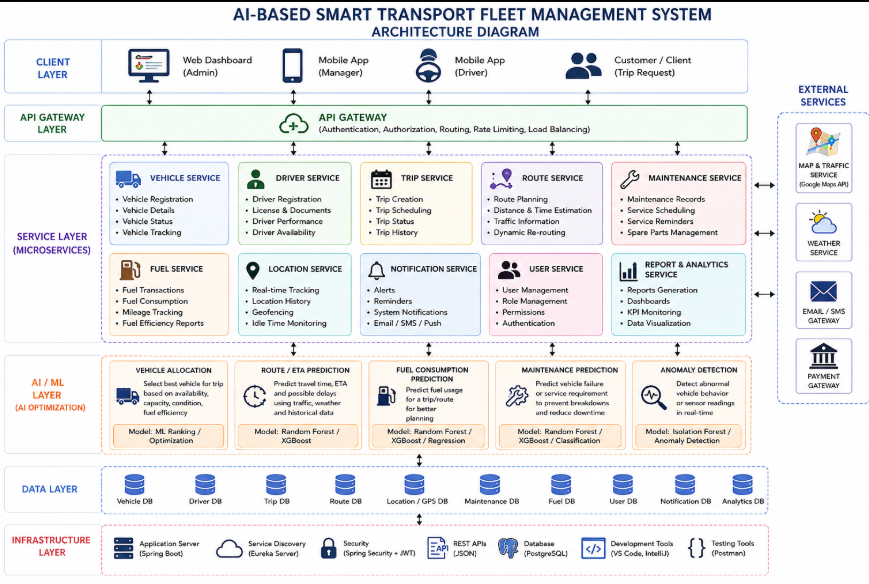 AI-BASED SMART TRANSPORT FLEET MANAGEMENT SYSTEM
ARCHITECTURE DIAGRAM
CLIENT
LAYER
Web Dashboard
(Admin)
Mobile App
(Manager)
Mobile App
(Driver)
Customer / Client
(Trip Request)
API GATEWAY
LAYER
API GATEWAY
(Authentication, Authorization, Routing, Rate Limiting, Load Balancing)
SERVICE LAYER
(MICROSERVICES)
VEHICLE SERVICE
• Vehicle Registration
• Vehicle Details
• Vehicle Status
• Vehicle Tracking
DRIVER SERVICE
• Driver Registration
• License & Documents
• Driver Performance
• Driver Availability
TRIP SERVICE
• Trip Creation
• Trip Scheduling
• Trip Status
• Trip History
ROUTE SERVICE
• Route Planning
• Distance & Time Estimation
• Traffic Information
• Dynamic Re-routing
MAINTENANCE SERVICE
• Maintenance Records
• Service Scheduling
• Service Reminders
• Spare Parts Management
FUEL SERVICE
• Fuel Transactions
• Fuel Consumption
• Mileage Tracking
• Fuel Efficiency Reports
LOCATION SERVICE
• Real-time Tracking
• Location History
• Geofencing
• Idle Time Monitoring
NOTIFICATION SERVICE
• Alerts
• Reminders
• System Notifications
• Email / SMS / Push
USER SERVICE
• User Management
• Role Management
• Permissions
• Authentication
REPORT & ANALYTICS
SERVICE
• Reports Generation
• Dashboards
• KPI Monitoring
• Data Visualization
AI / ML
LAYER
(AI OPTIMIZATION)
VEHICLE ALLOCATION
Select best vehicle for trip
based on availability,
capacity, condition,
fuel efficiency
Model: ML Ranking /
Optimization
ROUTE / ETA PREDICTION
Predict travel time, ETA
and possible delays
using traffic, weather
and historical data
Model: Random Forest /
XGBoost
FUEL CONSUMPTION
PREDICTION
Predict fuel usage
for a trip/route
for better
planning
Model: Random Forest /
XGBoost / Regression
MAINTENANCE PREDICTION
Predict vehicle failure
or service requirement
to prevent breakdowns
and reduce downtime
Model: Random Forest /
XGBoost / Classification
ANOMALY DETECTION
Detect abnormal
vehicle behavior
or sensor readings
in real-time
Model: Isolation Forest /
Anomaly Detection
DATA LAYER
Vehicle DB
Driver DB
Trip DB
Route DB
Location / GPS DB
Maintenance DB
Fuel DB
User DB
Notification DB
Analytics DB
INFRASTRUCTURE
LAYER
Application Server
(Spring Boot)
Service Discovery
(Eureka Server)
Security
(Spring Security + JWT)
API
REST APIs
(JSON)
Database
(PostgreSQL)
Development Tools
(VS Code, IntelliJ)
Testing Tools
(Postman)
EXTERNAL
SERVICES
MAP & TRAFFIC
SERVICE
(Google Maps API)
WEATHER
SERVICE
EMAIL / SMS
GATEWAY
PAYMENT
GATEWAY